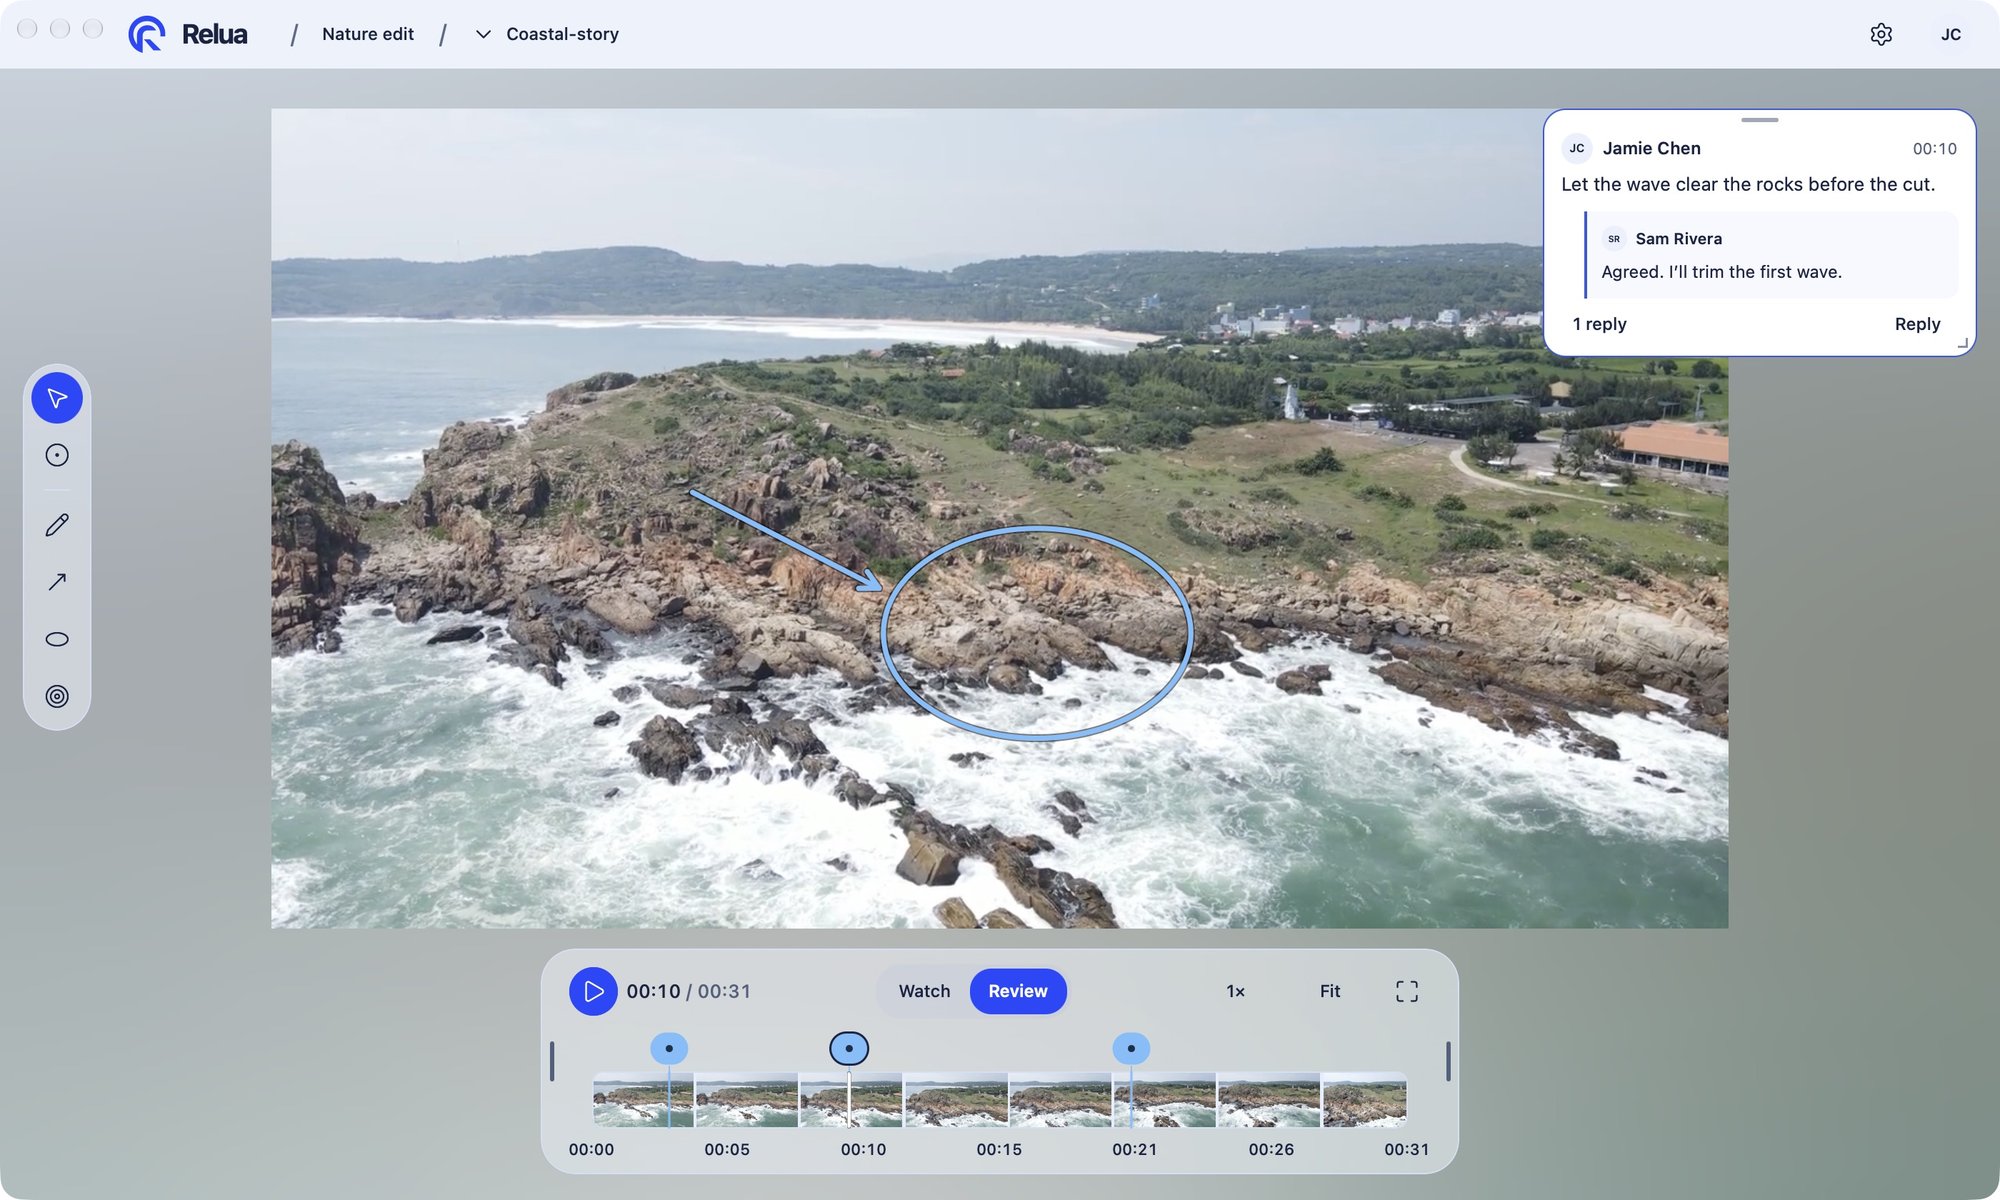 Relua / Nature edit / Coastal-story
JC
JC Jamie Chen 00:10
Let the wave clear the rocks before the cut.
SR Sam Rivera
Agreed. I’ll trim the first wave.
1 reply Reply
00:10 / 00:31 Watch Review 1× Fit
00:00 00:05 00:10 00:15 00:21 00:26 00:31